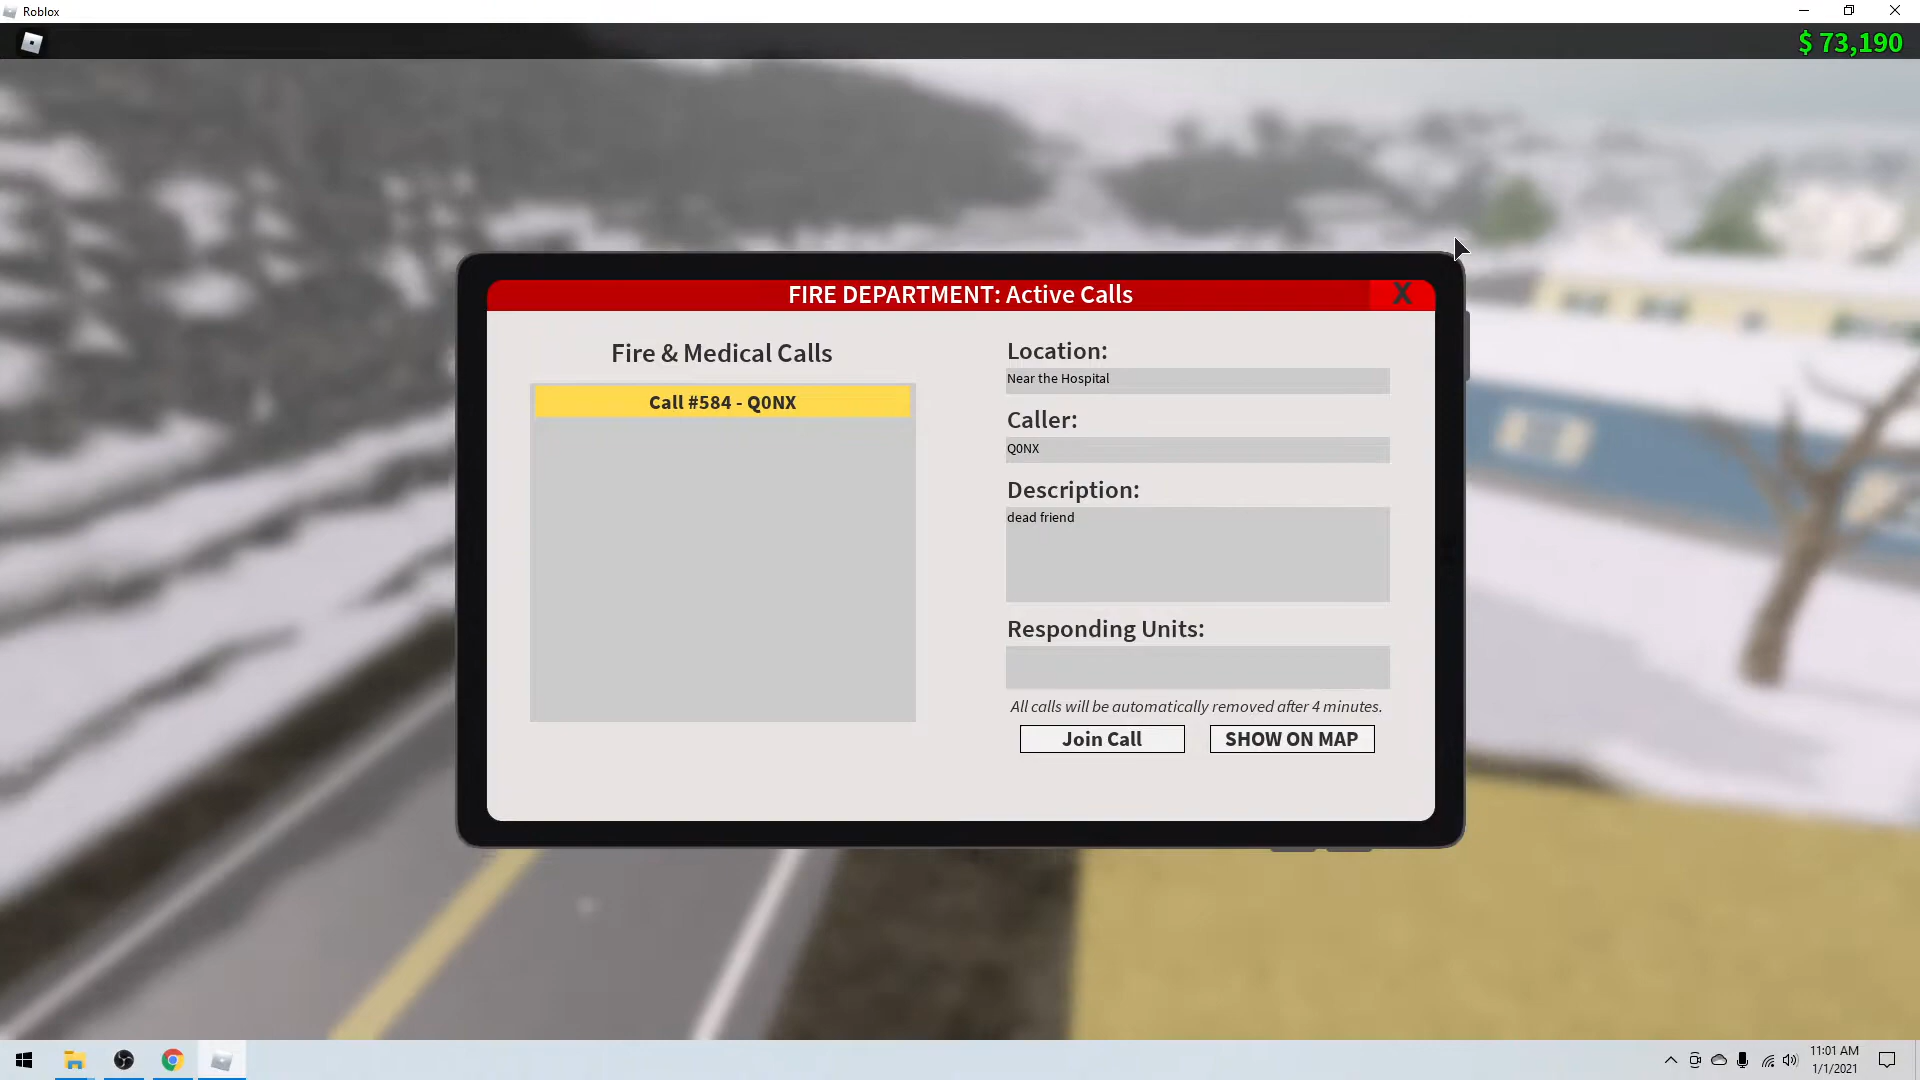 Roblox
$ 73,190
FIRE DEPARTMENT: Active Calls
X
Fire & Medical Calls
Call #584 - Q0NX
Location:
Near the Hospital
Caller:
Q0NX
Description:
dead friend
Responding Units:
All calls will be automatically removed after 4 minutes.
Join Call
SHOW ON MAP
11:01 AM
1/1/2021